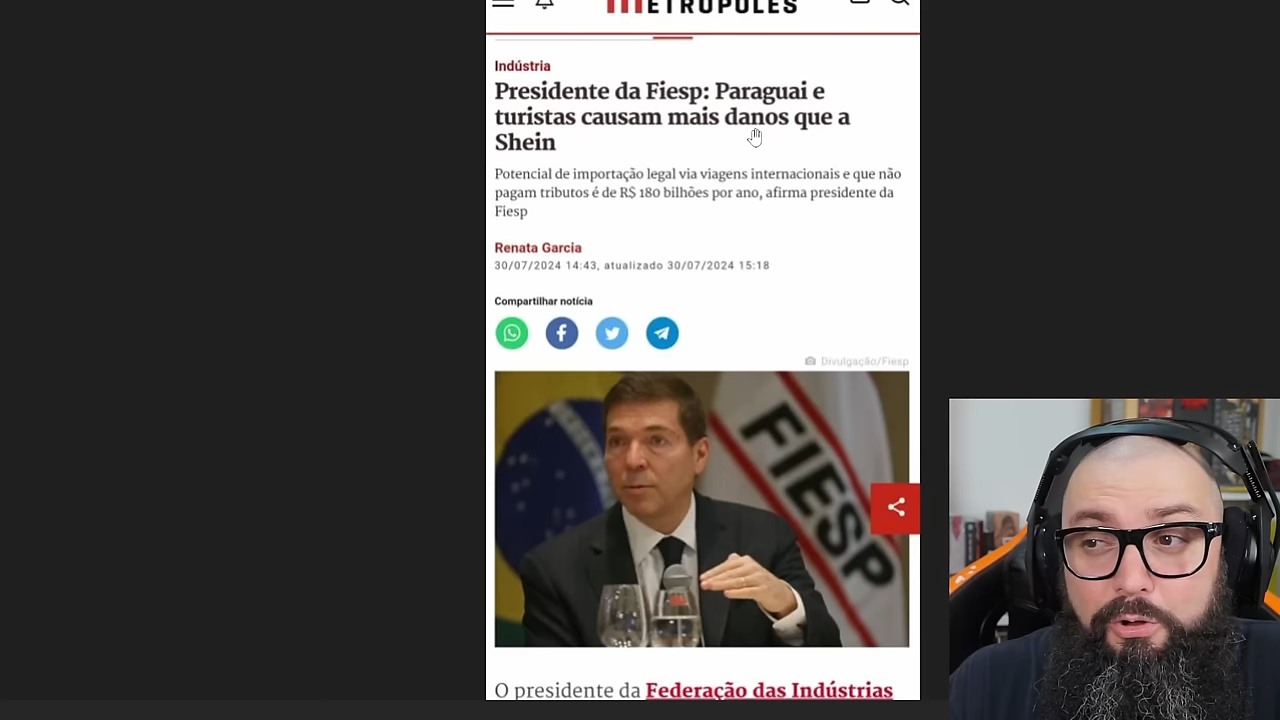 METRÓPOLES
Indústria
Presidente da Fiesp: Paraguai e
turistas causam mais danos que a
Shein
Potencial de importação legal via viagens internacionais e que não
pagam tributos é de R$ 180 bilhões por ano, afirma presidente da
Fiesp
Renata Garcia
30/07/2024 14:43, atualizado 30/07/2024 15:18
Compartilhar notícia
Divulgação/Fiesp
FIESP
O presidente da Federação das Indústrias